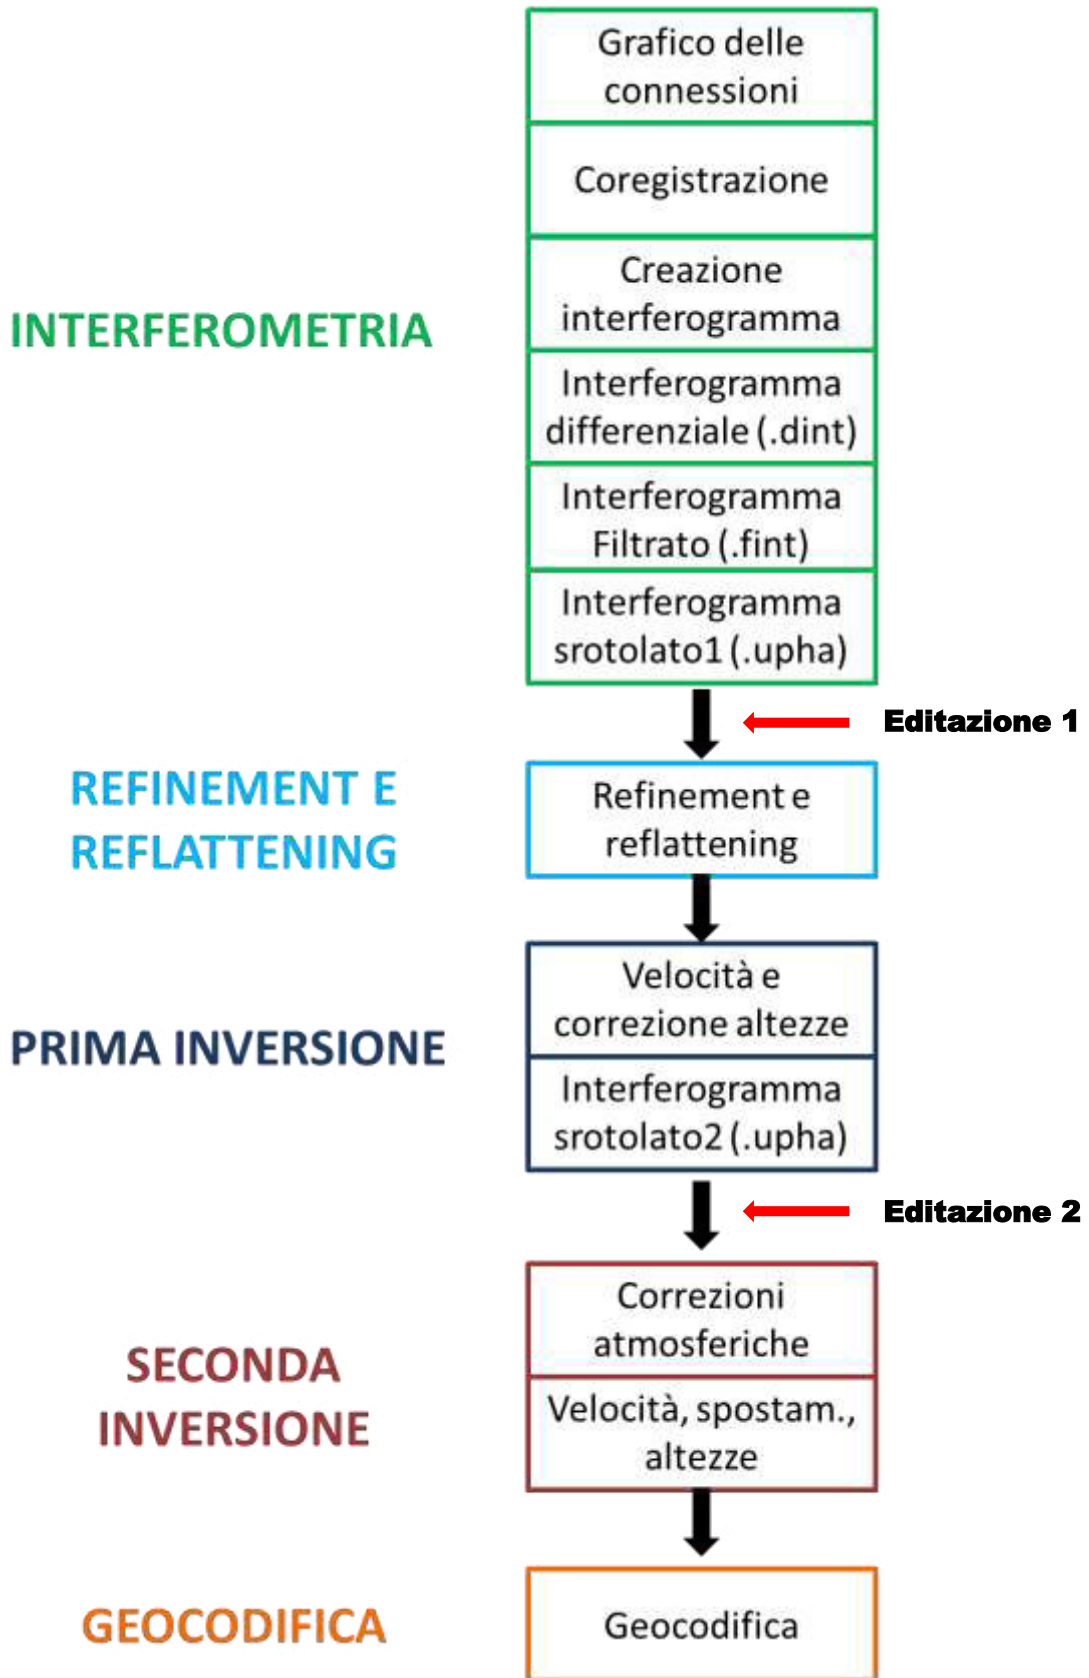 Grafico delle
connessioni
Coregistrazione
Creazione
interferogramma
INTERFEROMETRIA
Interferogramma
differenziale (.dint)
Interferogramma
Filtrato (.fint)
Interferogramma
srotolato1 (.upha)
Editazione 1
REFINEMENT E
REFLATTENING
Refinement e
reflattening
Velocità e
correzione altezze
PRIMA INVERSIONE
Interferogramma
srotolato2 (.upha)
Editazione 2
Correzioni
atmosferiche
SECONDA
INVERSIONE
Velocità, spostam.,
altezze
GEOCODIFICA
Geocodifica